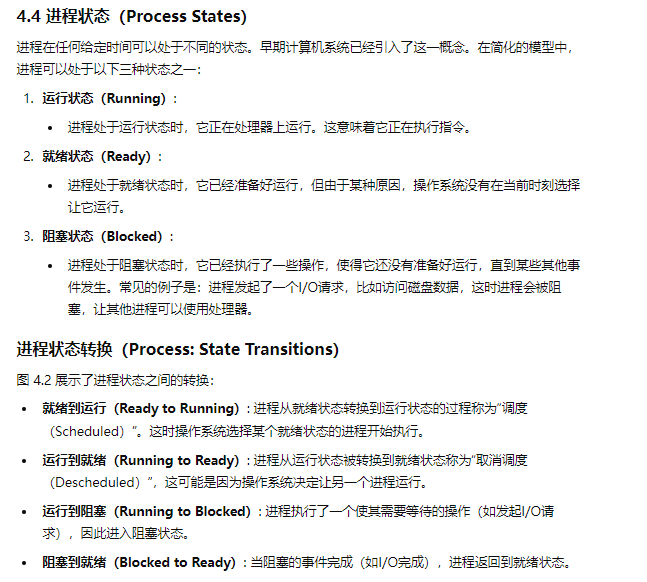 4.4 进程状态（Process States）
进程在任何给定时间可以处于不同的状态。早期计算机系统已经引入了这一概念。在简化的模型中，
进程可以处于以下三种状态之一：
1. 运行状态（Running）：
• 进程处于运行状态时，它正在处理器上运行。这意味着它正在执行指令。
2. 就绪状态（Ready）：
• 进程处于就绪状态时，它已经准备好运行，但由于某种原因，操作系统没有在当前时刻选择
让它运行。
3. 阻塞状态（Blocked）：
• 进程处于阻塞状态时，它已经执行了一些操作，使得它还没有准备好运行，直到某些其他事
件发生。常见的例子是：进程发起了一个I/O请求，比如访问磁盘数据，这时进程会被阻
塞，让其他进程可以使用处理器。
进程状态转换（Process: State Transitions）
图 4.2 展示了进程状态之间的转换：
• 就绪到运行（Ready to Running）: 进程从就绪状态转换到运行状态的过程称为“调度
（Scheduled）”。这时操作系统选择某个就绪状态的进程开始执行。
• 运行到就绪（Running to Ready）: 进程从运行状态被转换到就绪状态称为“取消调度
（Descheduled）”，这可能是因为操作系统决定让另一个进程运行。
• 运行到阻塞（Running to Blocked）: 进程执行了一个使其需要等待的操作（如发起I/O请
求），因此进入阻塞状态。
• 阻塞到就绪（Blocked to Ready）: 当阻塞的事件完成（如I/O完成），进程返回到就绪状态。